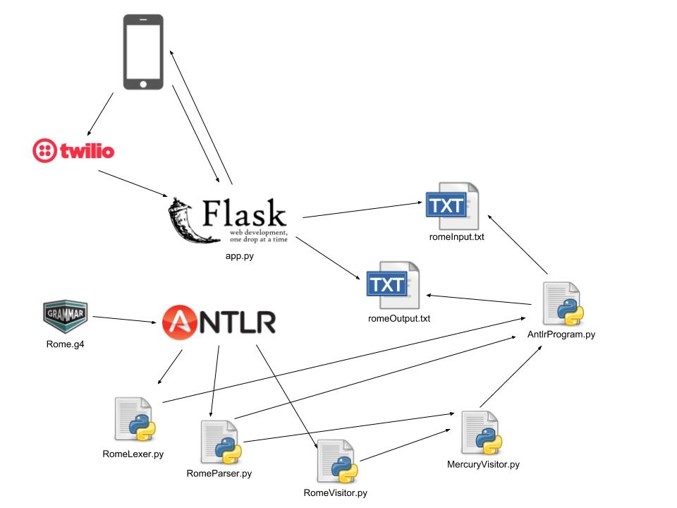 twilio
Flask
web development,
one drop at a time
app.py
TXT
romeInput.txt
TXT
romeOutput.txt
GRAMMAR
Rome.g4
ANTLR
AntlrProgram.py
RomeLexer.py
RomeParser.py
RomeVisitor.py
MercuryVisitor.py